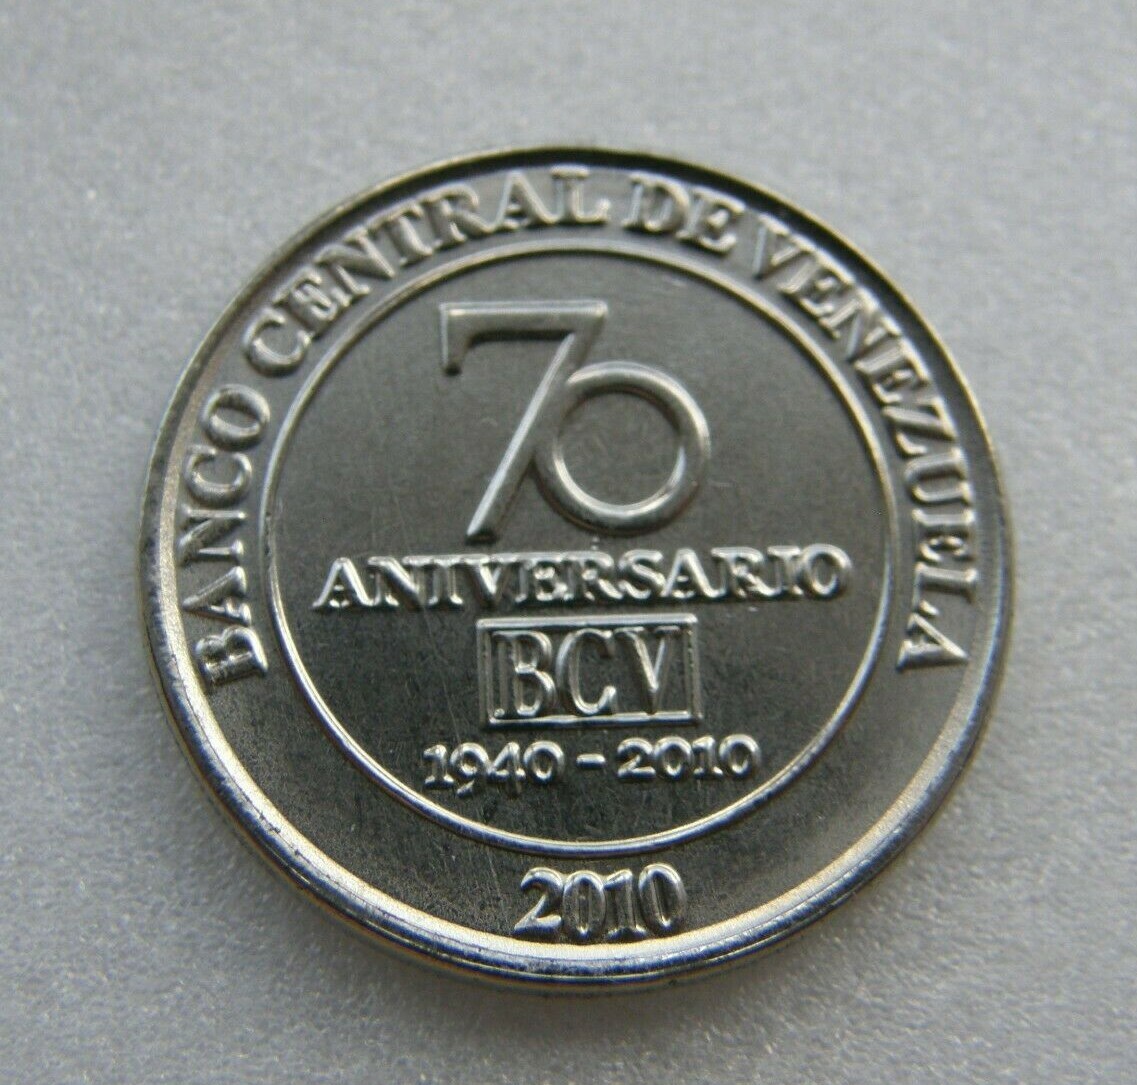 BANCO CENTRAL DE VENEZUELA
70
ANIVERSARIO
BCV
1940-2010
2010